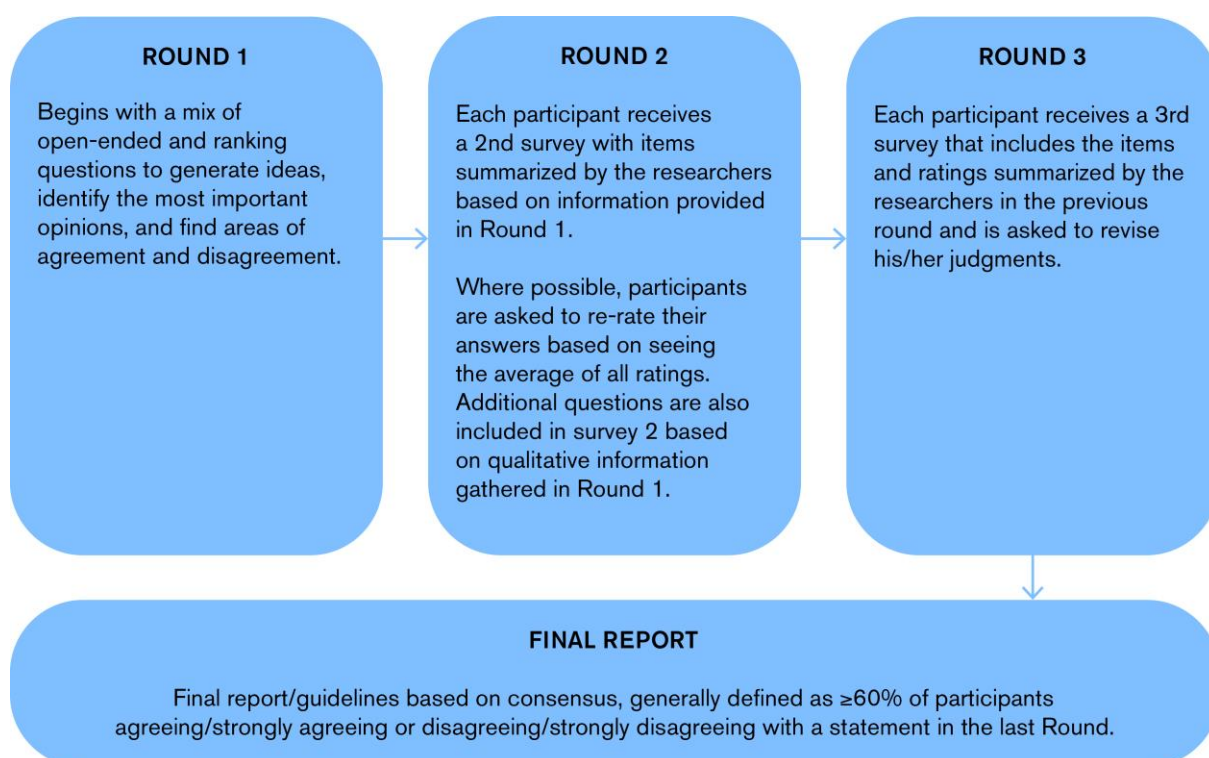 ROUND 1
Begins with a mix of
open-ended and ranking
questions to generate ideas,
identify the most important
opinions, and find areas of
agreement and disagreement.
ROUND 2
Each participant receives
a 2nd survey with items
summarized by the researchers
based on information provided
in Round 1.
Where possible, participants
are asked to re-rate their
answers based on seeing
the average of all ratings.
Additional questions are also
included in survey 2 based
on qualitative information
gathered in Round 1.
ROUND 3
Each participant receives a 3rd
survey that includes the items
and ratings summarized by the
researchers in the previous
round and is asked to revise
his/her judgments.
FINAL REPORT
Final report/guidelines based on consensus, generally defined as ≥60% of participants
agreeing/strongly agreeing or disagreeing/strongly disagreeing with a statement in the last Round.